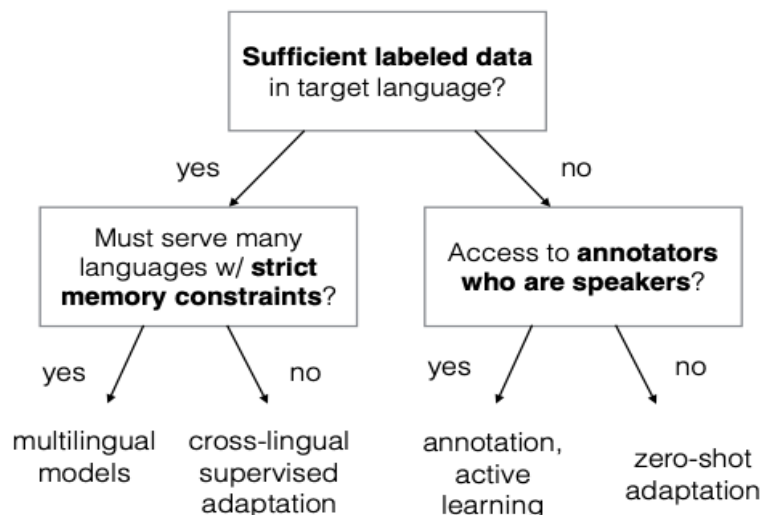 Sufficient labeled data
in target language?
yes
no
Must serve many
languages w/ strict
memory constraints?
Access to annotators
who are speakers?
yes
no
yes
no
multilingual
models
cross-lingual
supervised
adaptation
annotation,
active
learning
zero-shot
adaptation